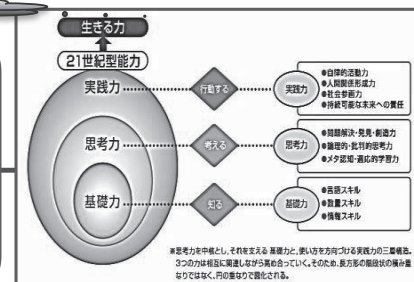 生きる力
21世紀型能力
実践力
行動する
実践力
●自律的活動力
●人間関係形成力
●社会参画力
●持続可能な未来への責任
思考力
考える
思考力
●問題解決・発見・創造力
●論理的・批判的思考力
●メタ認知・適応的学習力
基礎力
知る
基礎力
●言語スキル
●数量スキル
●情報スキル
※思考力を中核とし、それを支える 基礎力と、使い方を方向づける実践力の三層構造。
3つの力は相互に関連しながら高め合っていく。そのため、長方形の階段状の積み重
なりではなく、円の重なりで図化される。